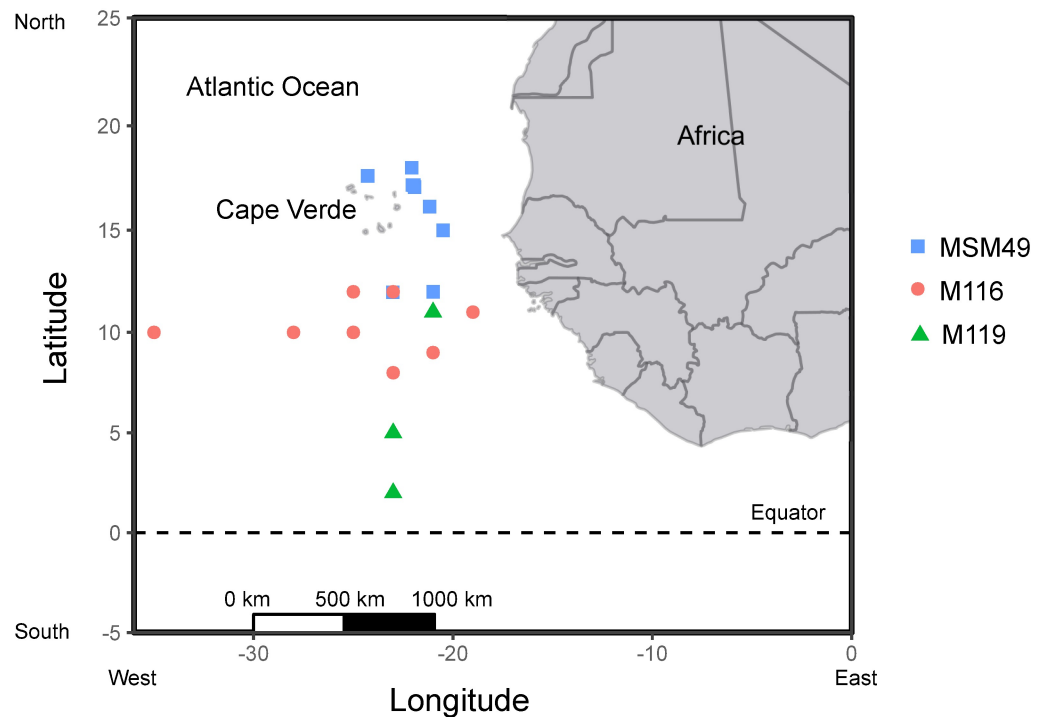 North
25
Atlantic Ocean
20
Africa
Cape Verde
15
MSM49
M116
M119
10
Latitude
5
Equator
0
0 km 500 km 1000 km
South
-5
-30 -20 -10 0
West East
Longitude